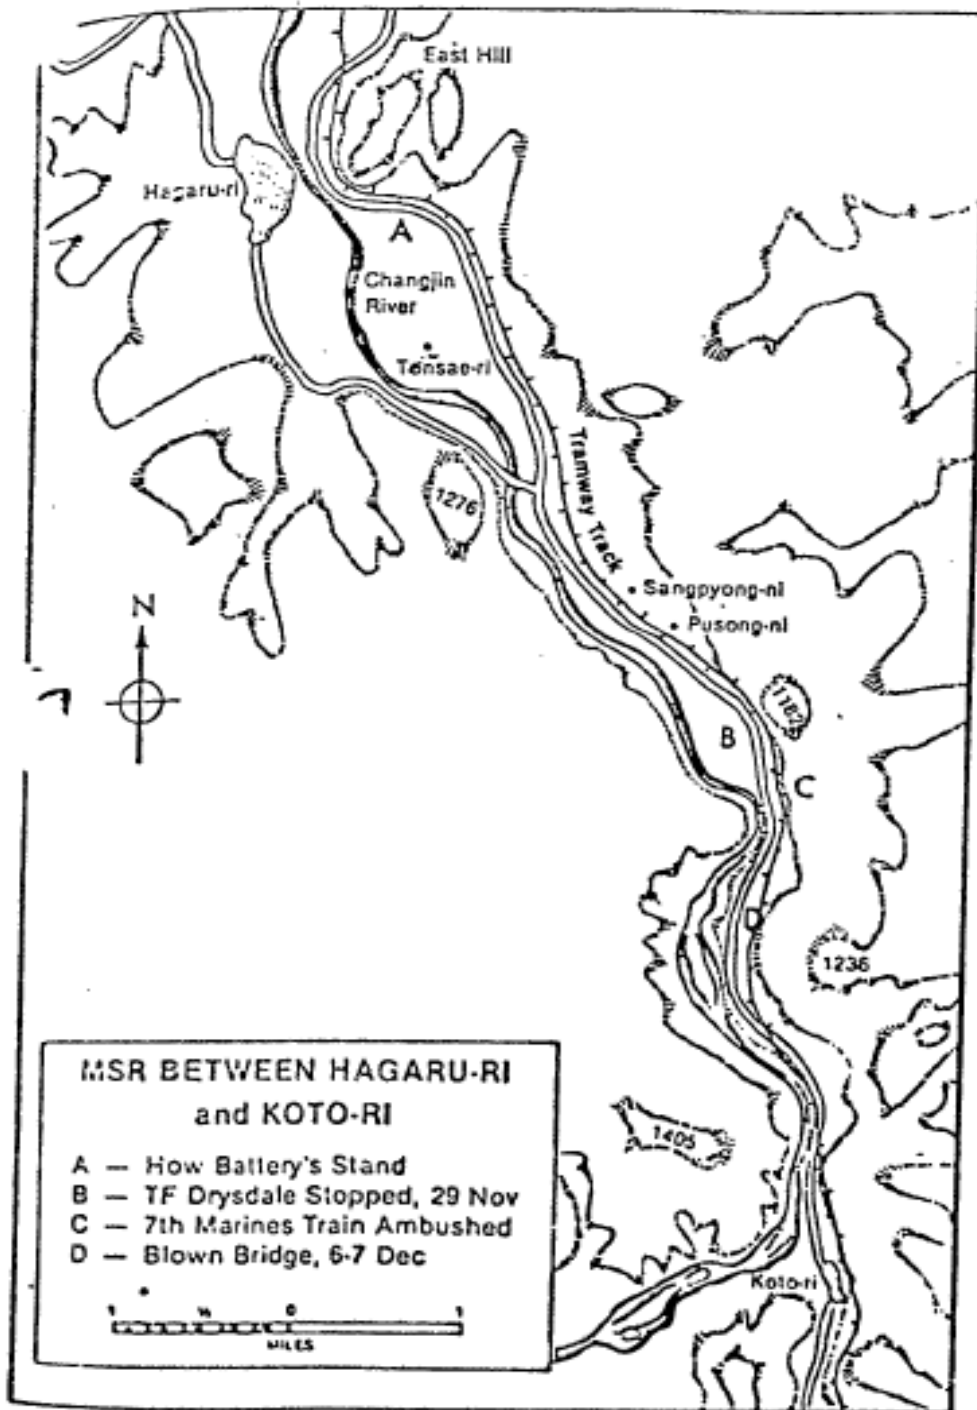 East Hill
Hagaru-ri
A
Changjin
River
Tonsae-ri
1276
Tramway Track
N
Sangpyong-ni
Pusong-ni
1182
B
C
D
1236
MSR BETWEEN HAGARU-RI
and KOTO-RI
A — How Battery's Stand
B — TF Drysdale Stopped, 29 Nov
C — 7th Marines Train Ambushed
D — Blown Bridge, 6-7 Dec
1 ½ 0 1
MILES
1405
Koto-ri